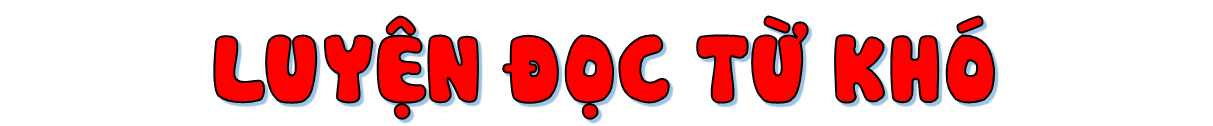 LUYỆN ĐỌC TỪ KHÓ